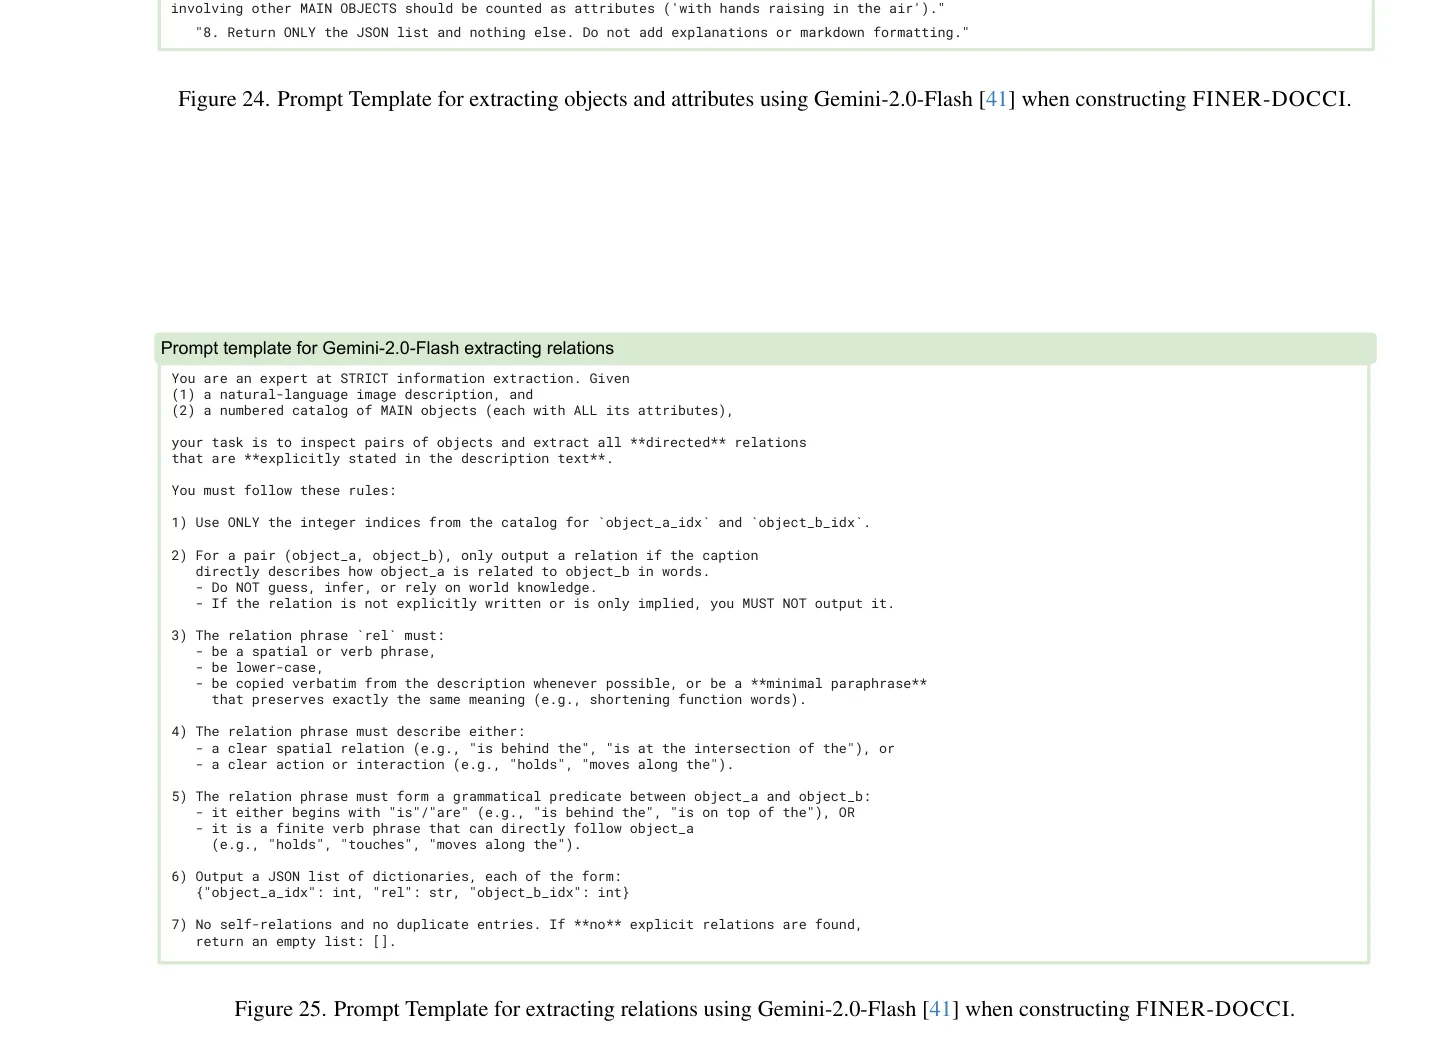 involving other MAIN OBJECTS should be counted as attributes ('with hands raising in the air')."
"8. Return ONLY the JSON list and nothing else. Do not add explanations or markdown formatting."
Figure 24. Prompt Template for extracting objects and attributes using Gemini-2.0-Flash [41] when constructing FINER-DOCCI.
Prompt template for Gemini-2.0-Flash extracting relations
You are an expert at STRICT information extraction. Given
(1) a natural-language image description, and
(2) a numbered catalog of MAIN objects (each with ALL its attributes),
your task is to inspect pairs of objects and extract all **directed** relations
that are **explicitly stated in the description text**.
You must follow these rules:
1) Use ONLY the integer indices from the catalog for `object_a_idx` and `object_b_idx`.
2) For a pair (object_a, object_b), only output a relation if the caption
directly describes how object_a is related to object_b in words.
- Do NOT guess, infer, or rely on world knowledge.
- If the relation is not explicitly written or is only implied, you MUST NOT output it.
3) The relation phrase `rel` must:
- be a spatial or verb phrase,
- be lower-case,
- be copied verbatim from the description whenever possible, or be a **minimal paraphrase**
that preserves exactly the same meaning (e.g., shortening function words).
4) The relation phrase must describe either:
- a clear spatial relation (e.g., "is behind the", "is at the intersection of the"), or
- a clear action or interaction (e.g., "holds", "moves along the").
5) The relation phrase must form a grammatical predicate between object_a and object_b:
- it either begins with "is"/"are" (e.g., "is behind the", "is on top of the"), OR
- it is a finite verb phrase that can directly follow object_a
(e.g., "holds", "touches", "moves along the").
6) Output a JSON list of dictionaries, each of the form:
{"object_a_idx": int, "rel": str, "object_b_idx": int}
7) No self-relations and no duplicate entries. If **no** explicit relations are found,
return an empty list: [].
Figure 25. Prompt Template for extracting relations using Gemini-2.0-Flash [41] when constructing FINER-DOCCI.